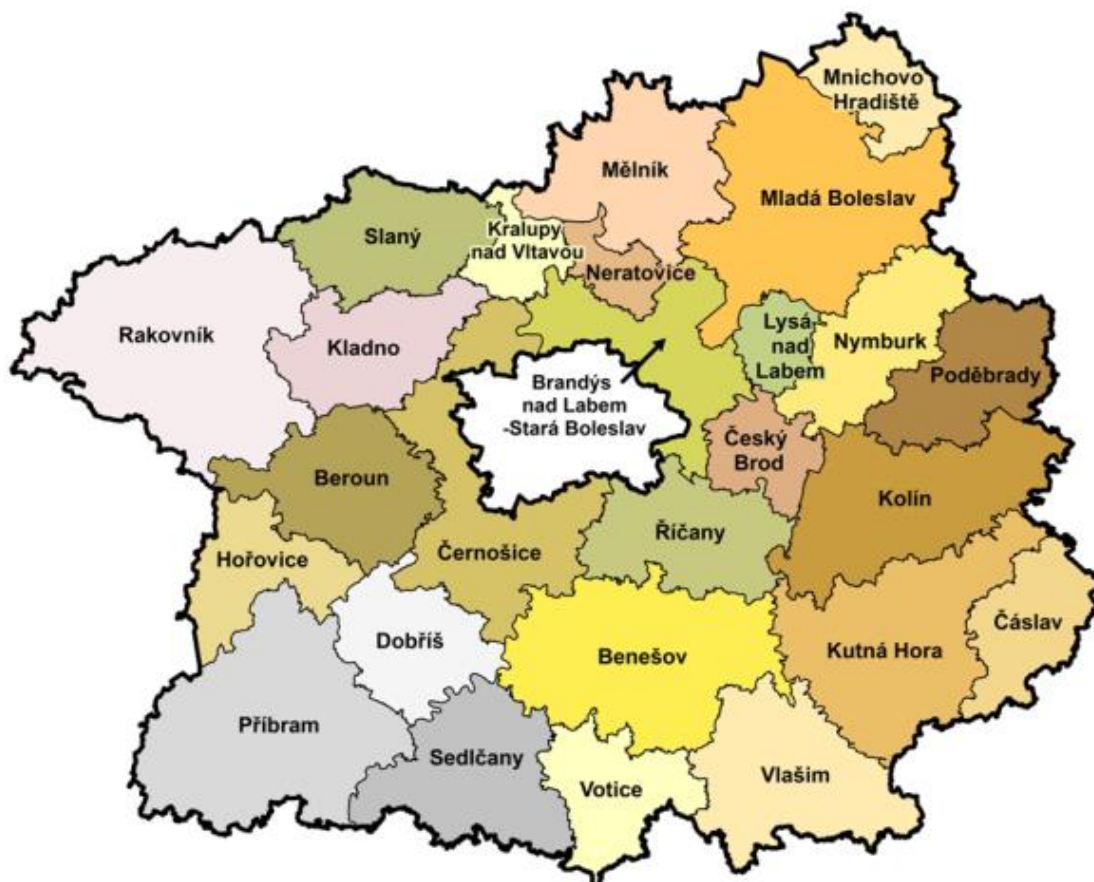 Mnichovo
Hradiště
Mělník
Mladá Boleslav
Slaný
Kralupy
nad Vltavou
Neratovice
Rakovník
Kladno
Lysá
nad
Labem
Nymburk
Poděbrady
Brandýs
nad Labem
-Stará Boleslav
Český
Brod
Beroun
Kolín
Říčany
Hořovice
Černošice
Čáslav
Dobříš
Benešov
Kutná Hora
Příbram
Sedlčany
Vlašim
Votice